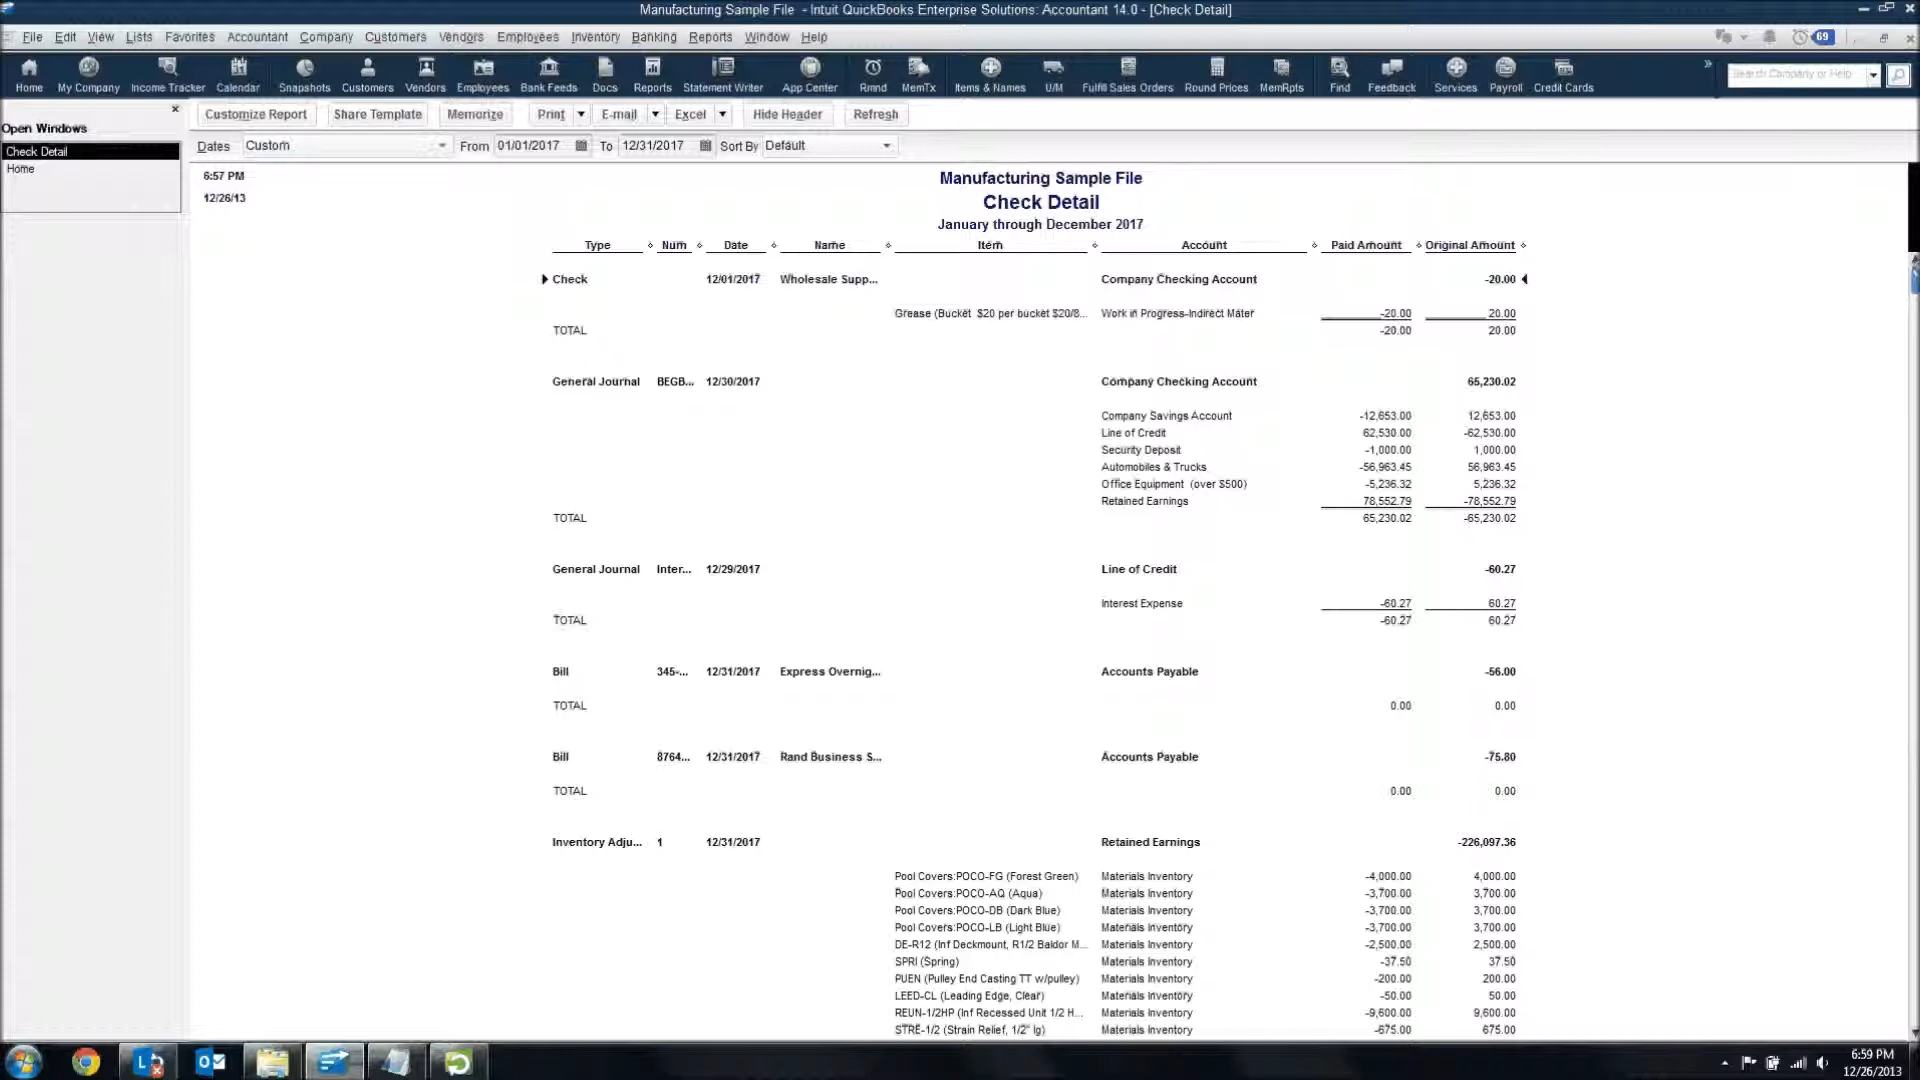 Manufacturing Sample File - Intuit QuickBooks Enterprise Solutions: Accountant 14.0 - [Check Detail]
File Edit View Lists Favorites Accountant Company Customers Vendors Employees Inventory Banking Reports Window Help
69
Home My Company Income Tracker Calendar Snapshots Customers Vendors Employees Bank Feeds Docs Reports Statement Writer App Center Rmnd MemTx Items & Names U/M Fulfill Sales Orders Round Prices MemRpts Find Feedback Services Payroll Credit Cards
Search Company or Help
Open Windows
Check Detail
Home
Customize Report Share Template Memorize Print E-mail Excel Hide Header Refresh
Dates Custom From 01/01/2017 To 12/31/2017 Sort By Default
6:57 PM
12/26/13
Manufacturing Sample File
Check Detail
January through December 2017
Type Num Date Name Item Account Paid Amount Original Amount
Check 12/01/2017 Wholesale Supp... Company Checking Account -20.00
Grease (Bucket $20 per bucket $20/8... Work in Progress-Indirect Mater -20.00 20.00
TOTAL -20.00 20.00
General Journal BEGB... 12/30/2017 Company Checking Account 65,230.02
Company Savings Account -12,653.00 12,653.00
Line of Credit 62,530.00 -62,530.00
Security Deposit -1,000.00 1,000.00
Automobiles & Trucks -56,963.45 56,963.45
Office Equipment (over $500) -5,236.32 5,236.32
Retained Earnings 78,552.79 -78,552.79
TOTAL 65,230.02 -65,230.02
General Journal Inter... 12/29/2017 Line of Credit -60.27
Interest Expense -60.27 60.27
TOTAL -60.27 60.27
Bill 345-... 12/31/2017 Express Overnig... Accounts Payable -56.00
TOTAL 0.00 0.00
Bill 8764... 12/31/2017 Rand Business S... Accounts Payable -75.80
TOTAL 0.00 0.00
Inventory Adju... 1 12/31/2017 Retained Earnings -226,097.36
Pool Covers:POCO-FG (Forest Green) Materials Inventory -4,000.00 4,000.00
Pool Covers:POCO-AQ (Aqua) Materials Inventory -3,700.00 3,700.00
Pool Covers:POCO-DB (Dark Blue) Materials Inventory -3,700.00 3,700.00
Pool Covers:POCO-LB (Light Blue) Materials Inventory -3,700.00 3,700.00
DE-R12 (Inf Deckmount, R1/2 Baldor M... Materials Inventory -2,500.00 2,500.00
SPRI (Spring) Materials Inventory -37.50 37.50
PUEN (Pulley End Casting TT w/pulley) Materials Inventory -200.00 200.00
LEED-CL (Leading Edge, Clear) Materials Inventory -50.00 50.00
REUN-1/2HP (Inf Recessed Unit 1/2 H... Materials Inventory -9,600.00 9,600.00
STRE-1/2 (Strain Relief, 1/2" lg) Materials Inventory -675.00 675.00
6:59 PM
12/26/2013